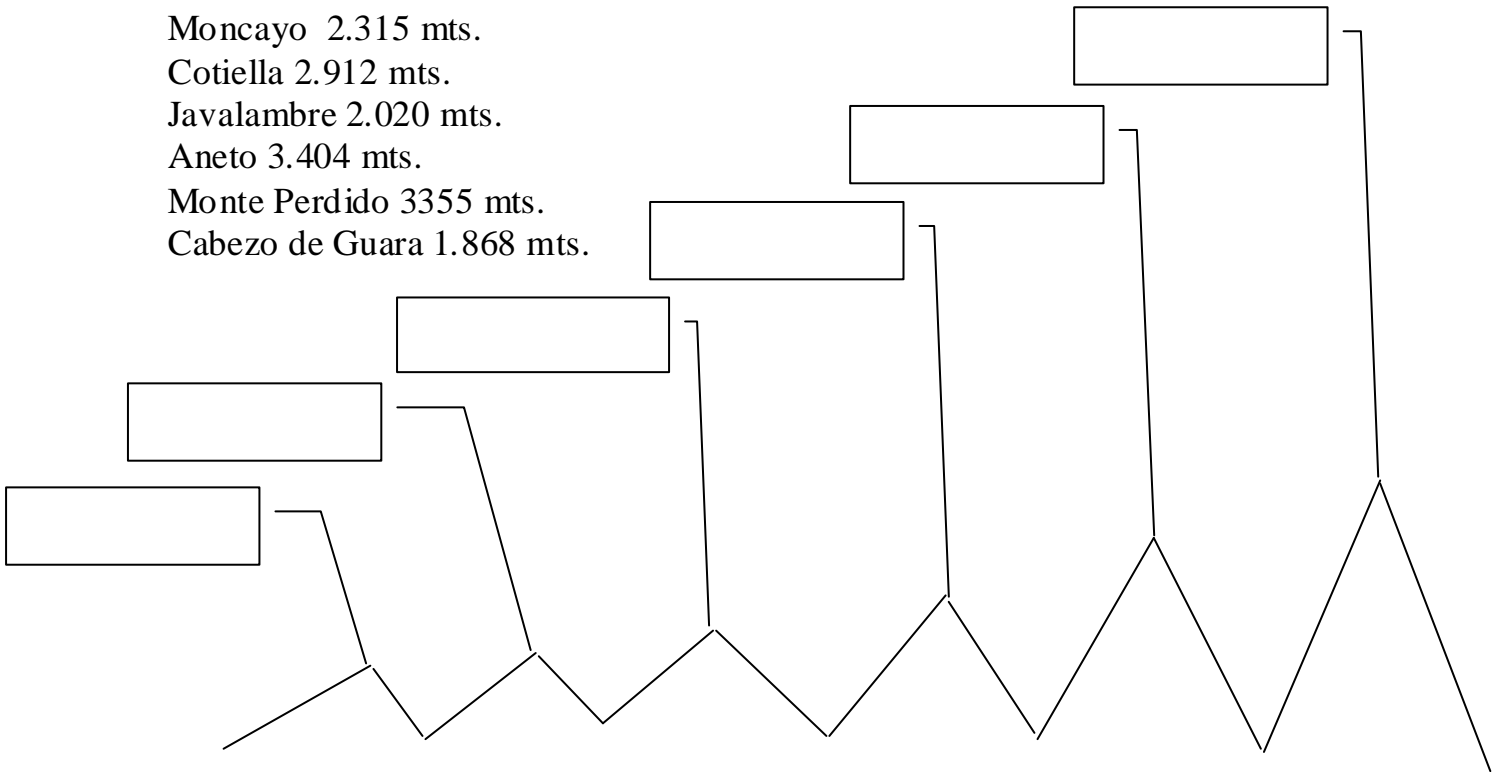 Moncayo  2.315 mts.
Cotiella 2.912 mts.
Javalambre 2.020 mts.
Aneto 3.404 mts.
Monte Perdido 3355 mts.
Cabezo de Guara 1.868 mts.